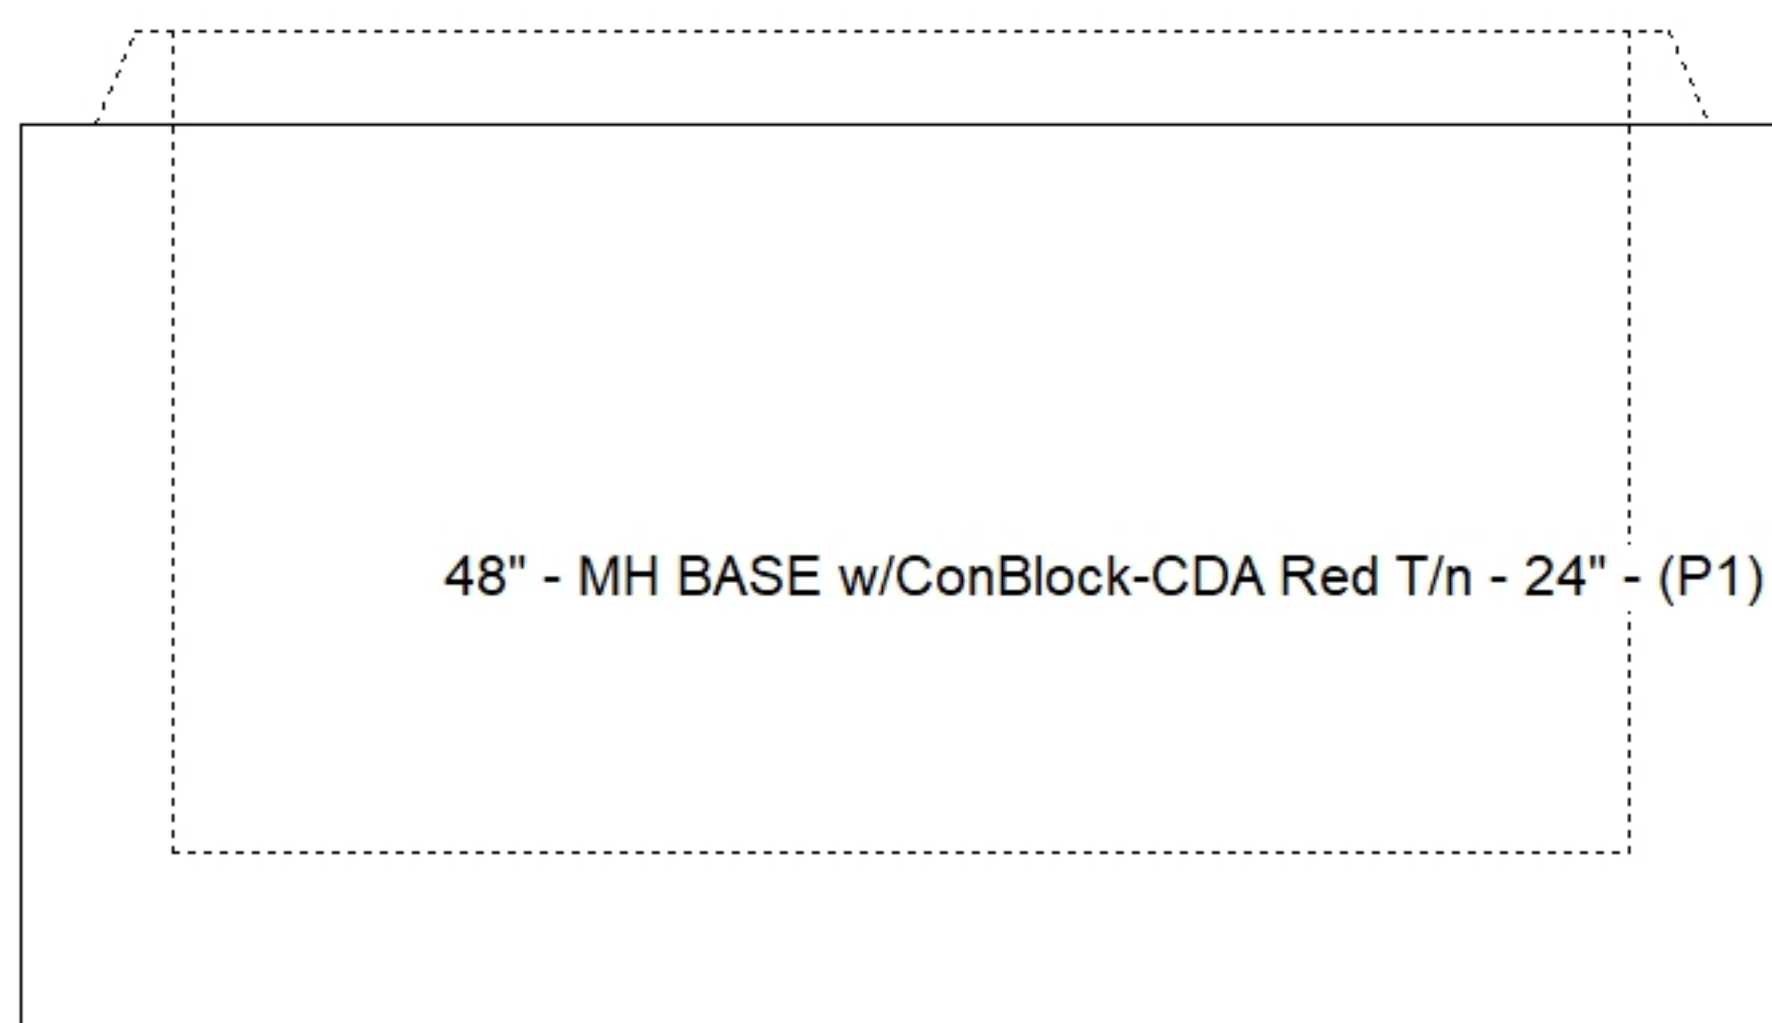 48" - MH BASE w/ConBlock-CDA Red T/n - 24" - (P1)